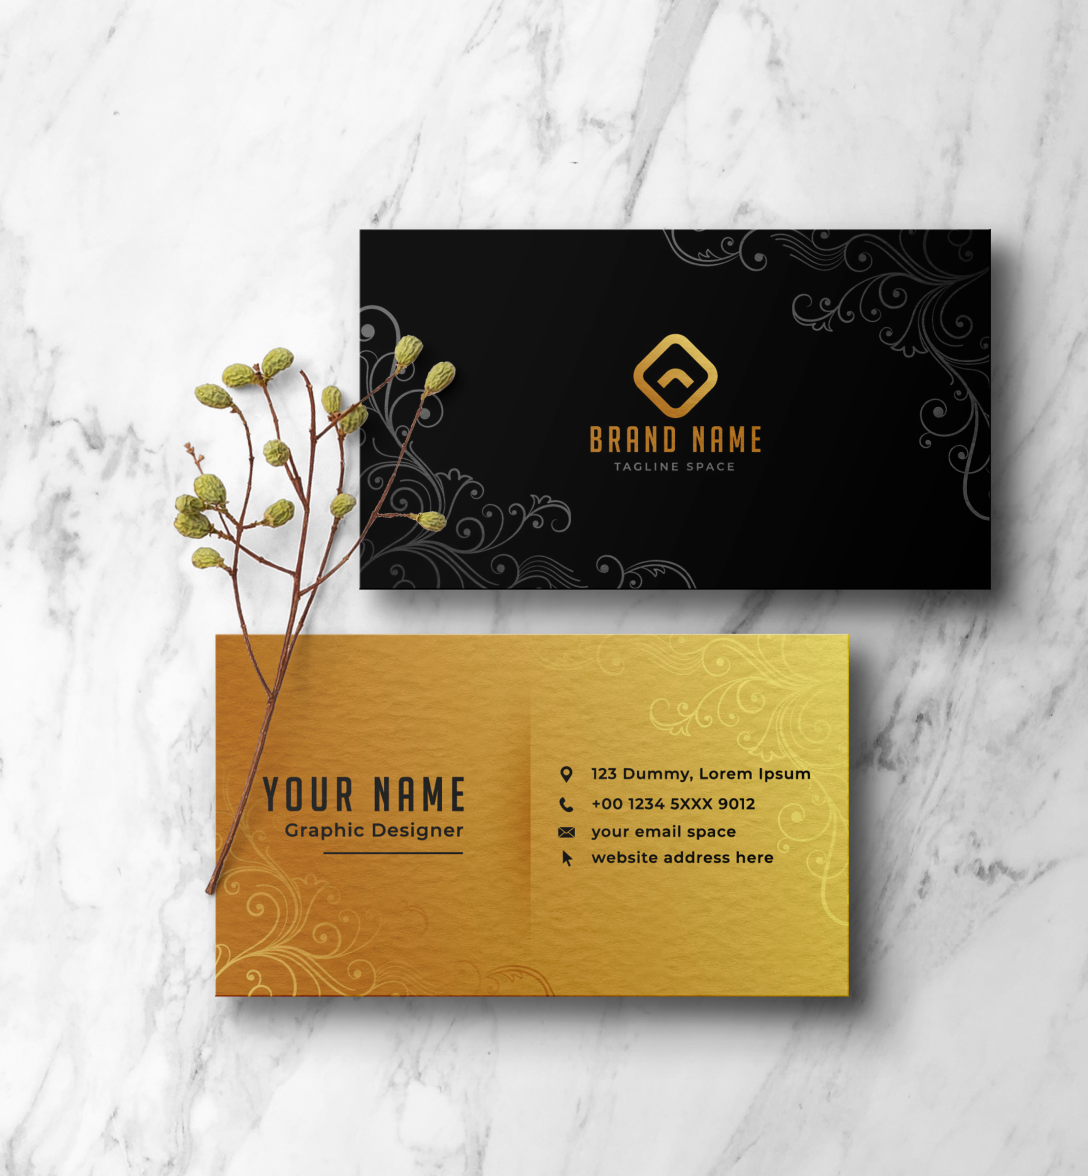 BRAND NAME
TAGLINE SPACE
YOUR NAME
Graphic Designer
123 Dummy, Lorem Ipsum
+00 1234 5XXX 9012
your email space
website address here